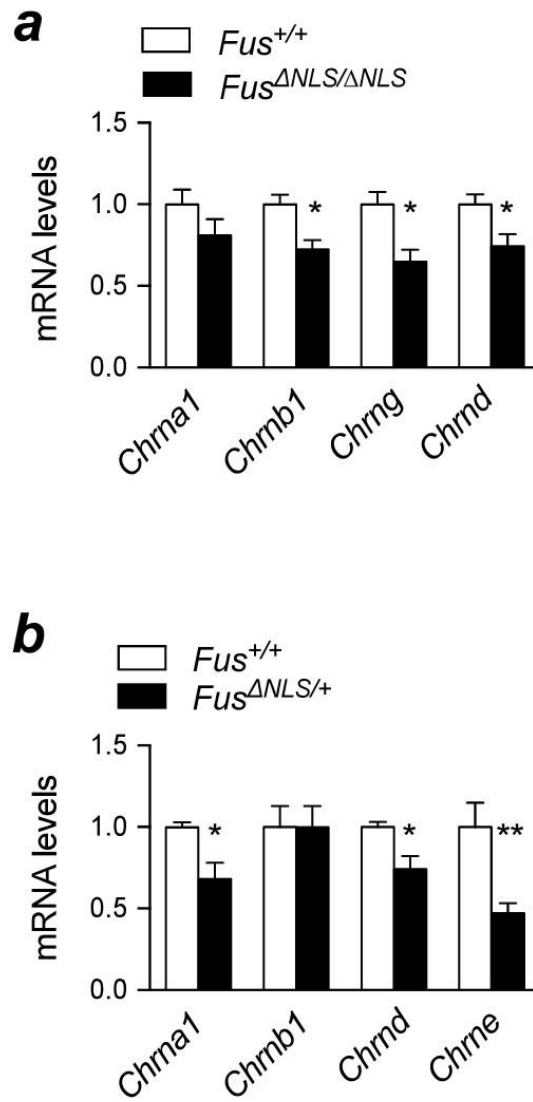 a
Fus+/+
FusΔNLS/ΔNLS
mRNA levels
1.5
1.0
0.5
0.0
* * *
Chrna1 Chrnb1 Chrng Chrnd
b
Fus+/+
FusΔNLS/+
mRNA levels
1.5
1.0
0.5
0.0
* * **
Chrna1 Chrnb1 Chrnd Chrne